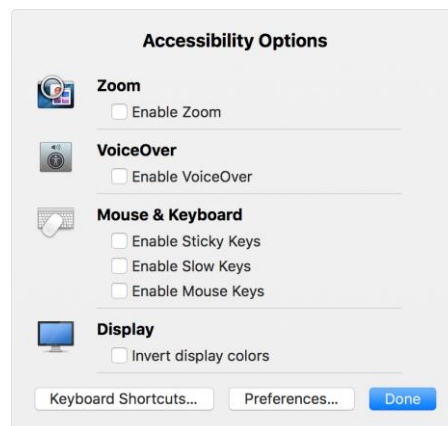 Accessibility Options
Zoom
Enable Zoom
VoiceOver
Enable VoiceOver
Mouse & Keyboard
Enable Sticky Keys
Enable Slow Keys
Enable Mouse Keys
Display
Invert display colors
Keyboard Shortcuts... Preferences... Done